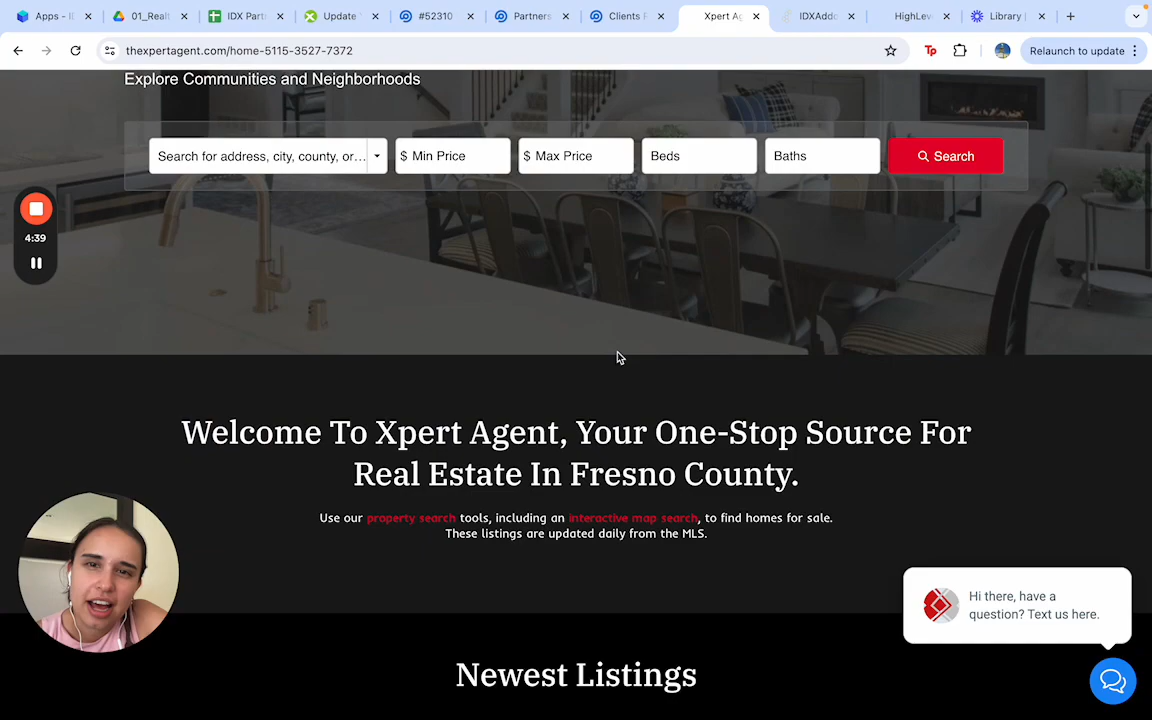 Apps - I
01_Realt
IDX Part
Update
#52310
Partners
Clients
Xpert Ag
IDXAddo
HighLeve
Library
thexpertagent.com/home-5115-3527-7372
Tp
Relaunch to update
Explore Communities and Neighborhoods
Search for address, city, county, or...
$ Min Price
$ Max Price
Beds
Baths
Search
4:39
Welcome To Xpert Agent, Your One-Stop Source For
Real Estate In Fresno County.
Use our property search tools, including an interactive map search, to find homes for sale.
These listings are updated daily from the MLS.
Hi there, have a
question? Text us here.
Newest Listings